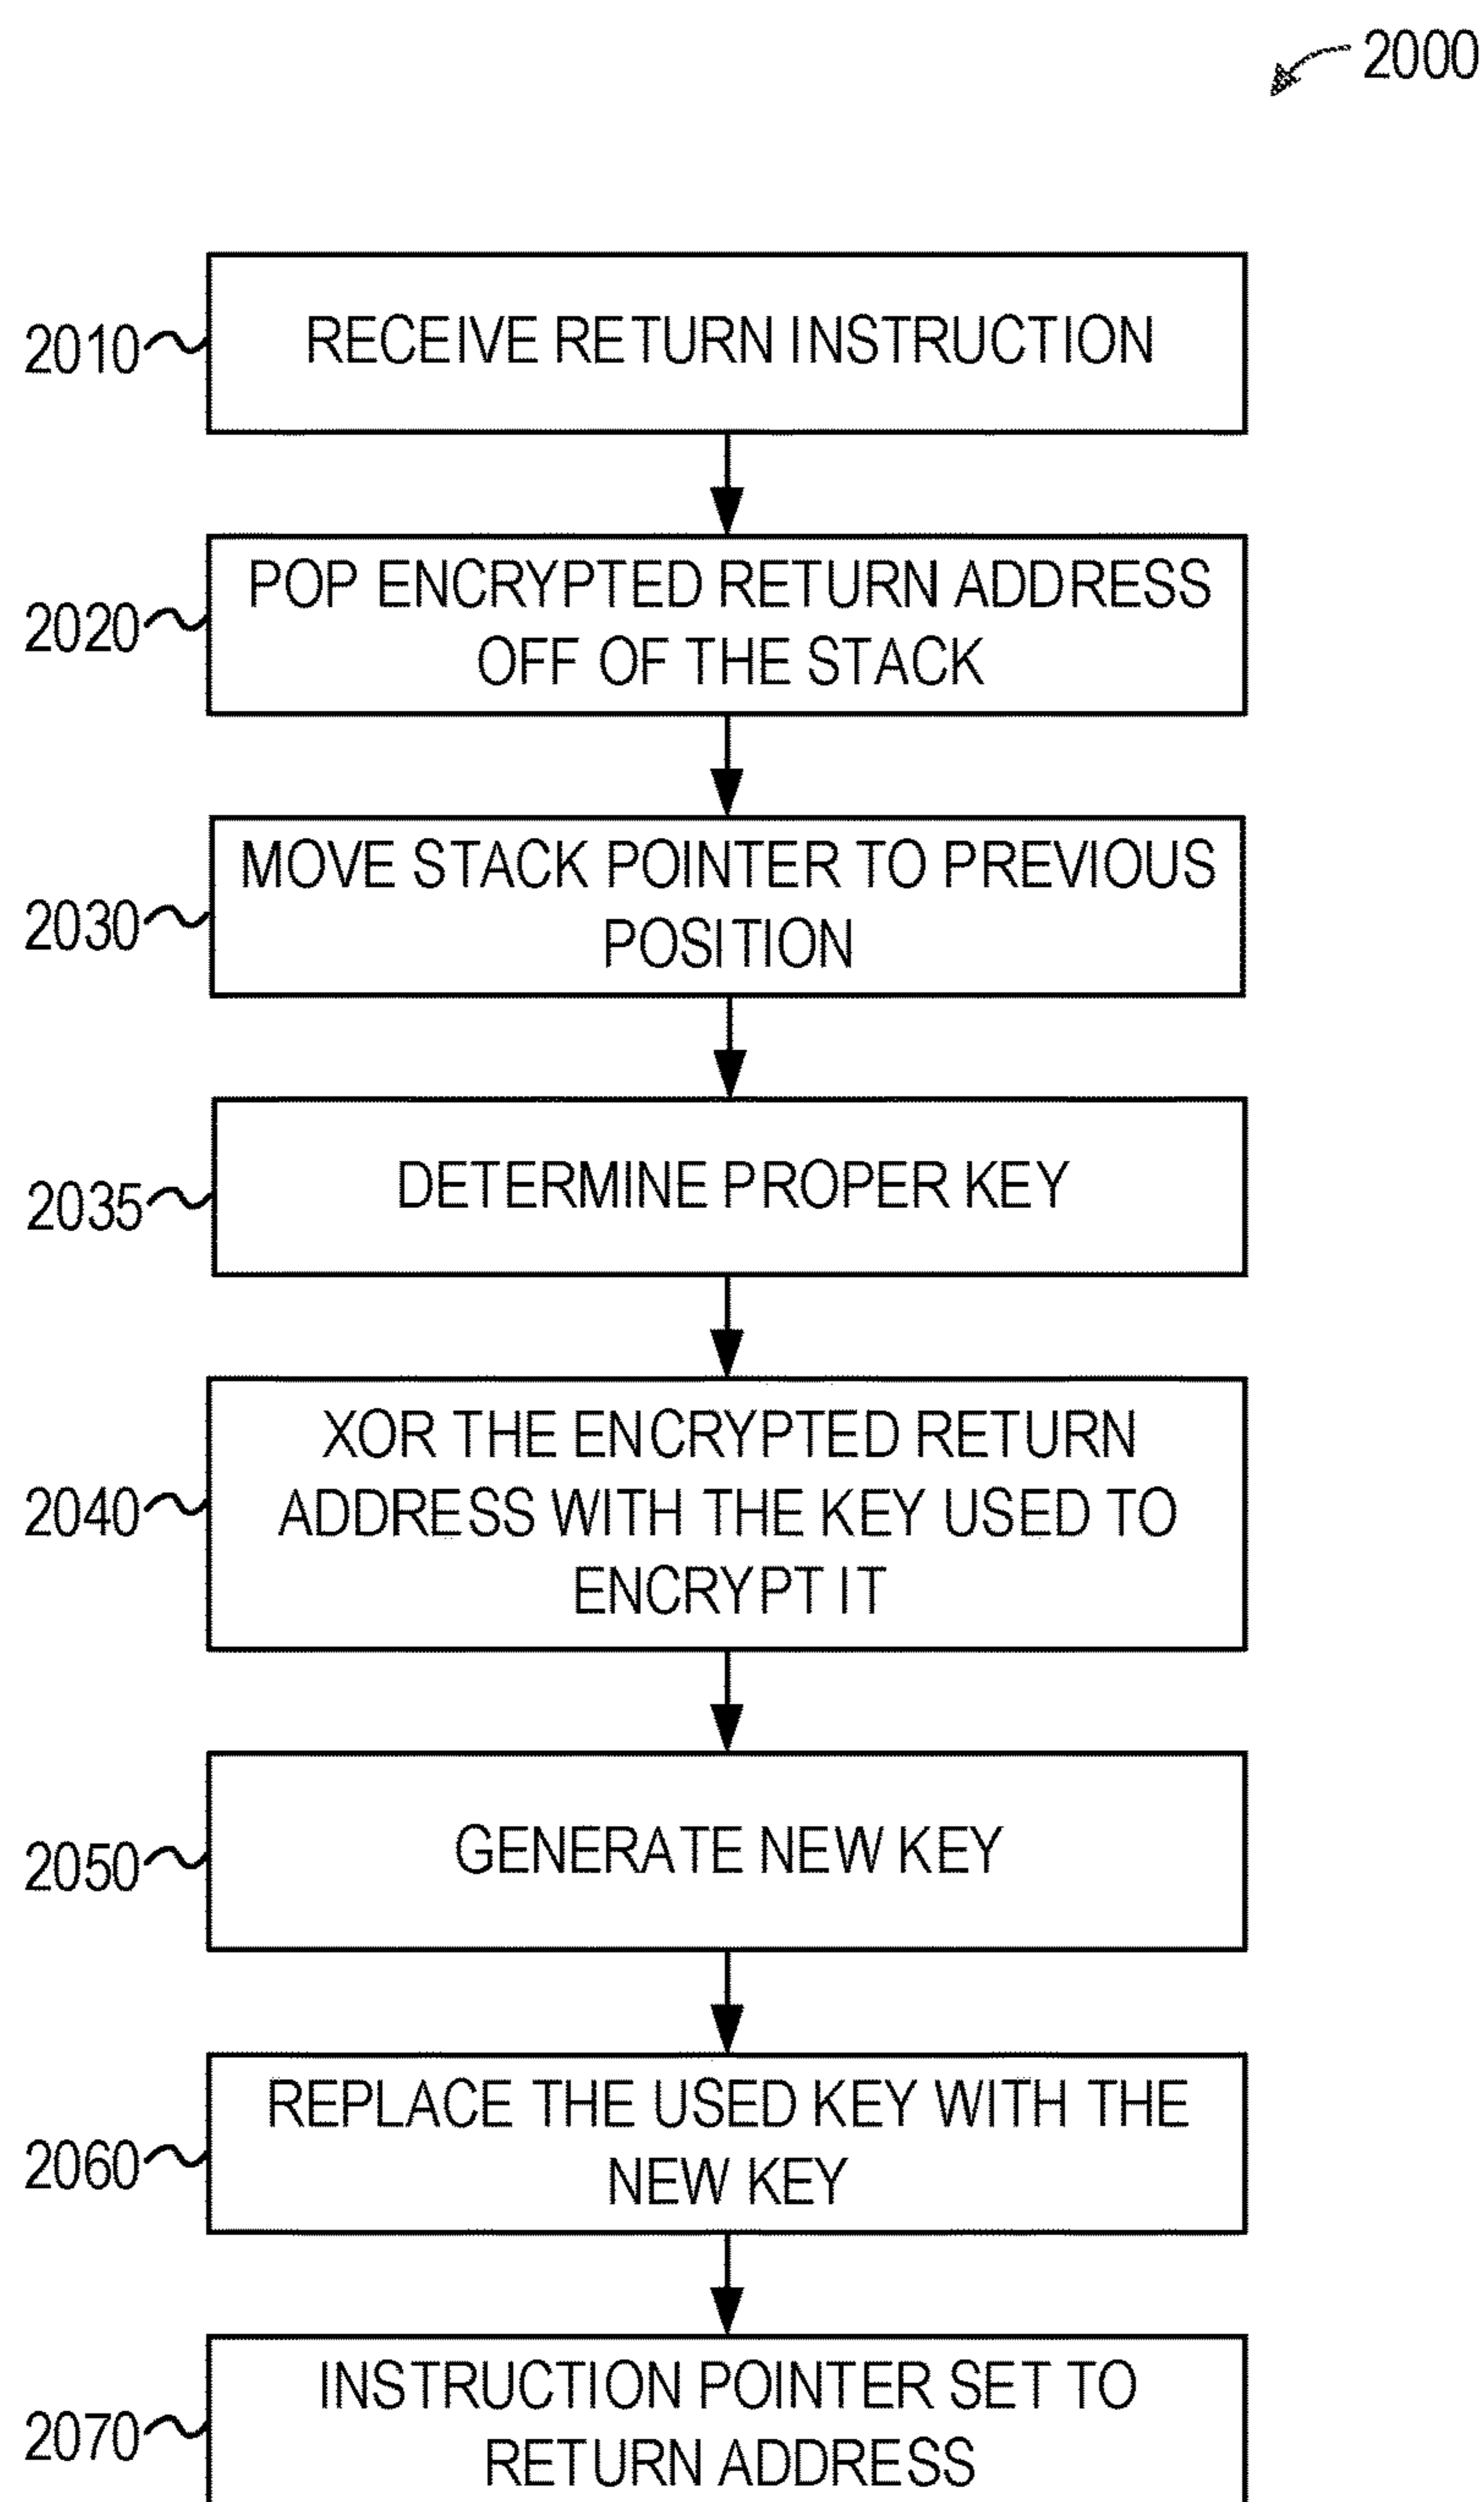 2000
2010
RECEIVE RETURN INSTRUCTION
2020
POP ENCRYPTED RETURN ADDRESS
OFF OF THE STACK
2030
MOVE STACK POINTER TO PREVIOUS
POSITION
2035
DETERMINE PROPER KEY
2040
XOR THE ENCRYPTED RETURN
ADDRESS WITH THE KEY USED TO
ENCRYPT IT
2050
GENERATE NEW KEY
2060
REPLACE THE USED KEY WITH THE
NEW KEY
2070
INSTRUCTION POINTER SET TO
RETURN ADDRESS